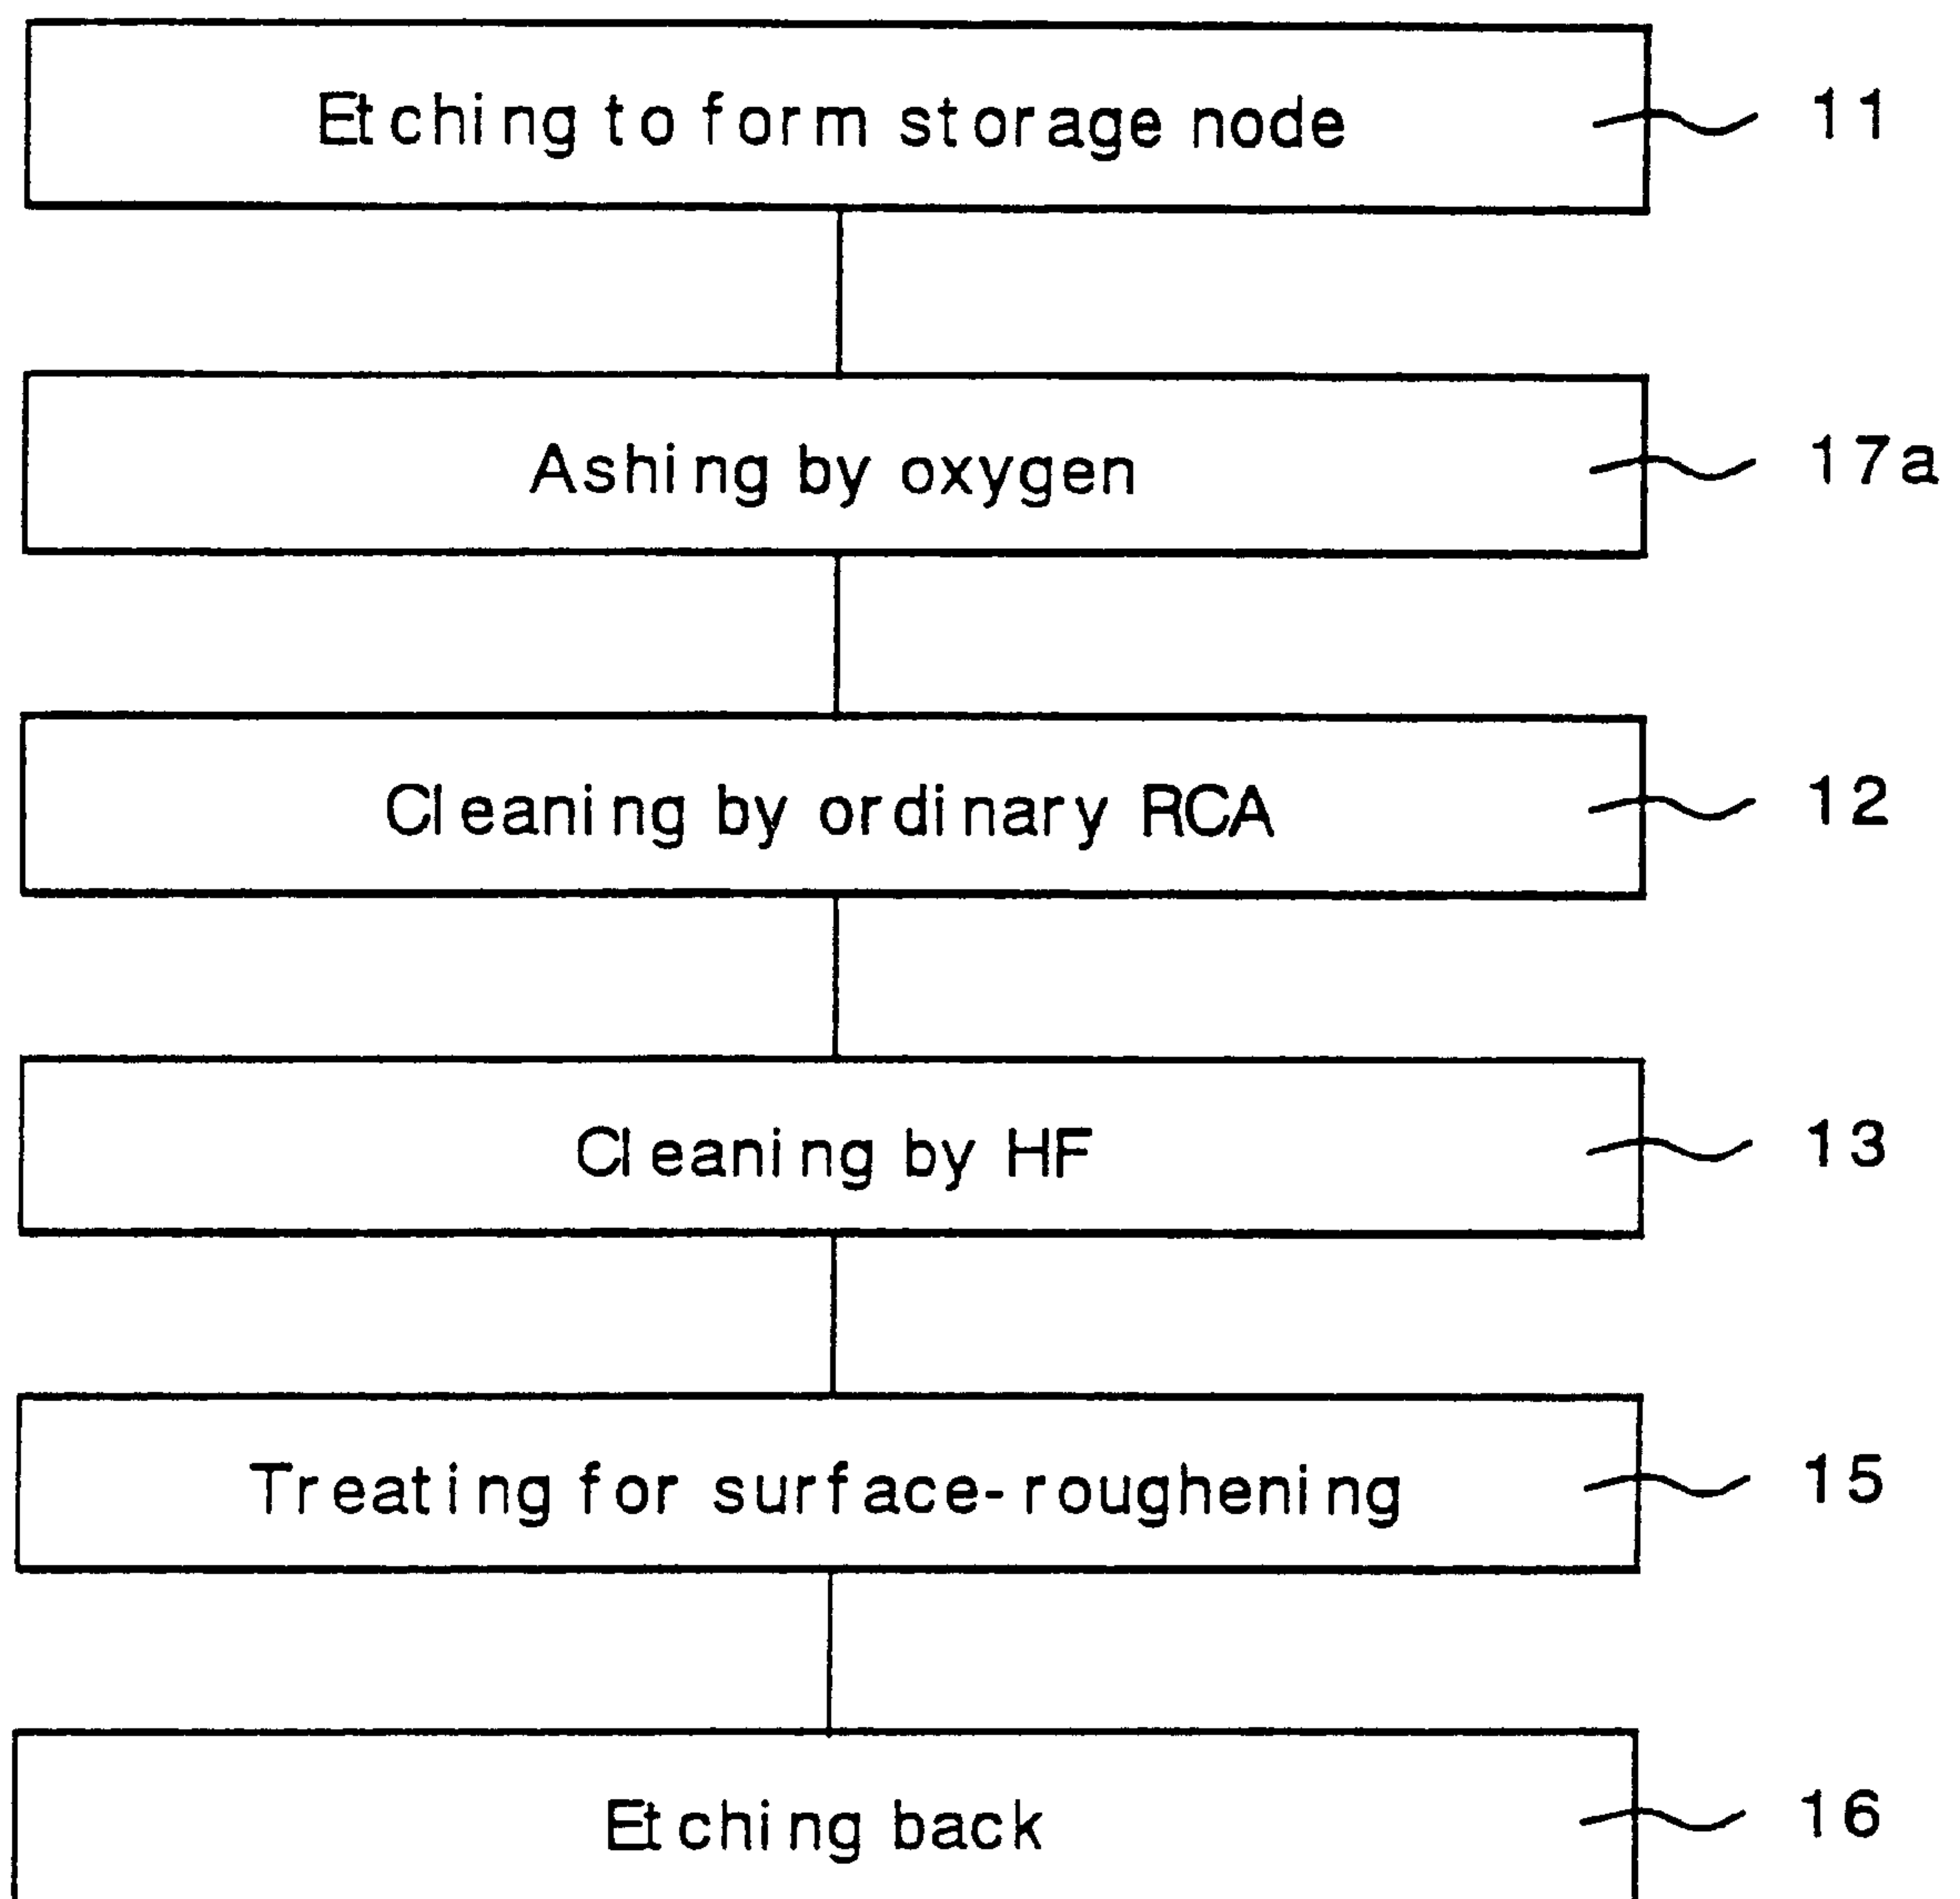 Etching to form storage node 11
Ashing by oxygen 17a
Cleaning by ordinary RCA 12
Cleaning by HF 13
Treating for surface-roughening 15
Etching back 16